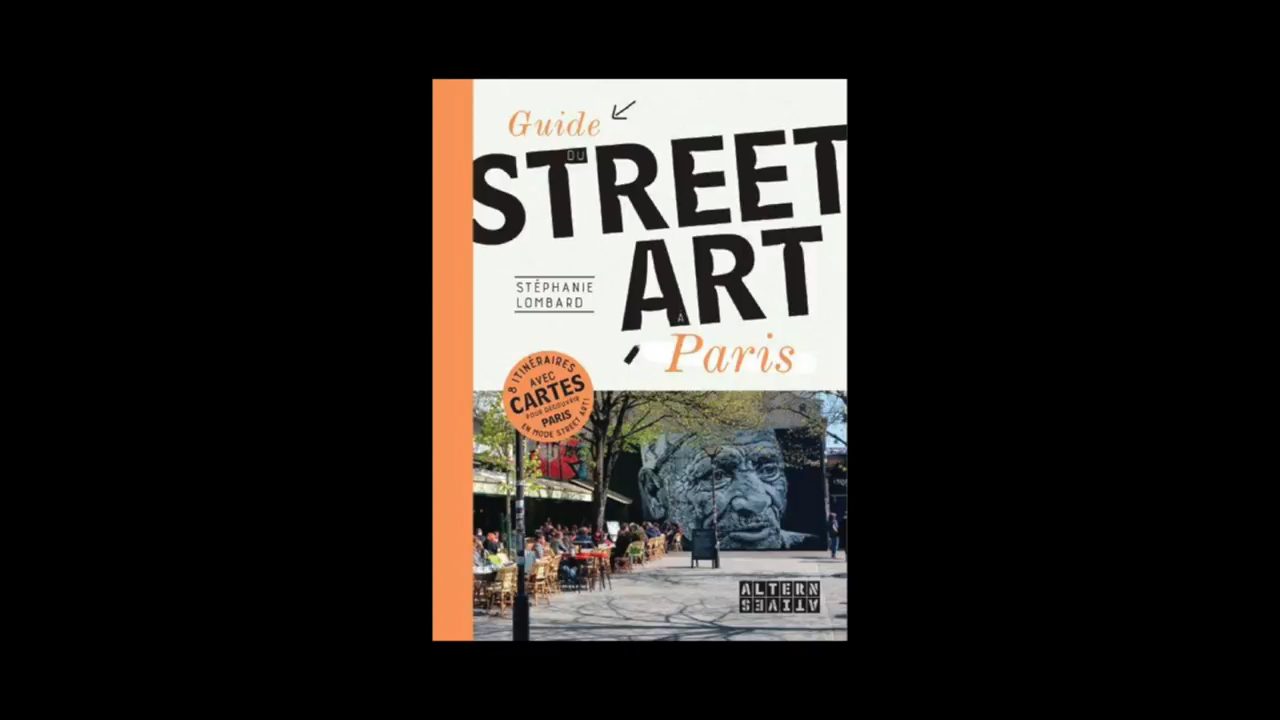 Guide
DU
STREET
ART
À
Paris
STÉPHANIE
LOMBARD
8 ITINÉRAIRES
AVEC
CARTES
POUR DÉCOUVRIR
PARIS
EN MODE STREET ART!
ALTERN
ATIVES